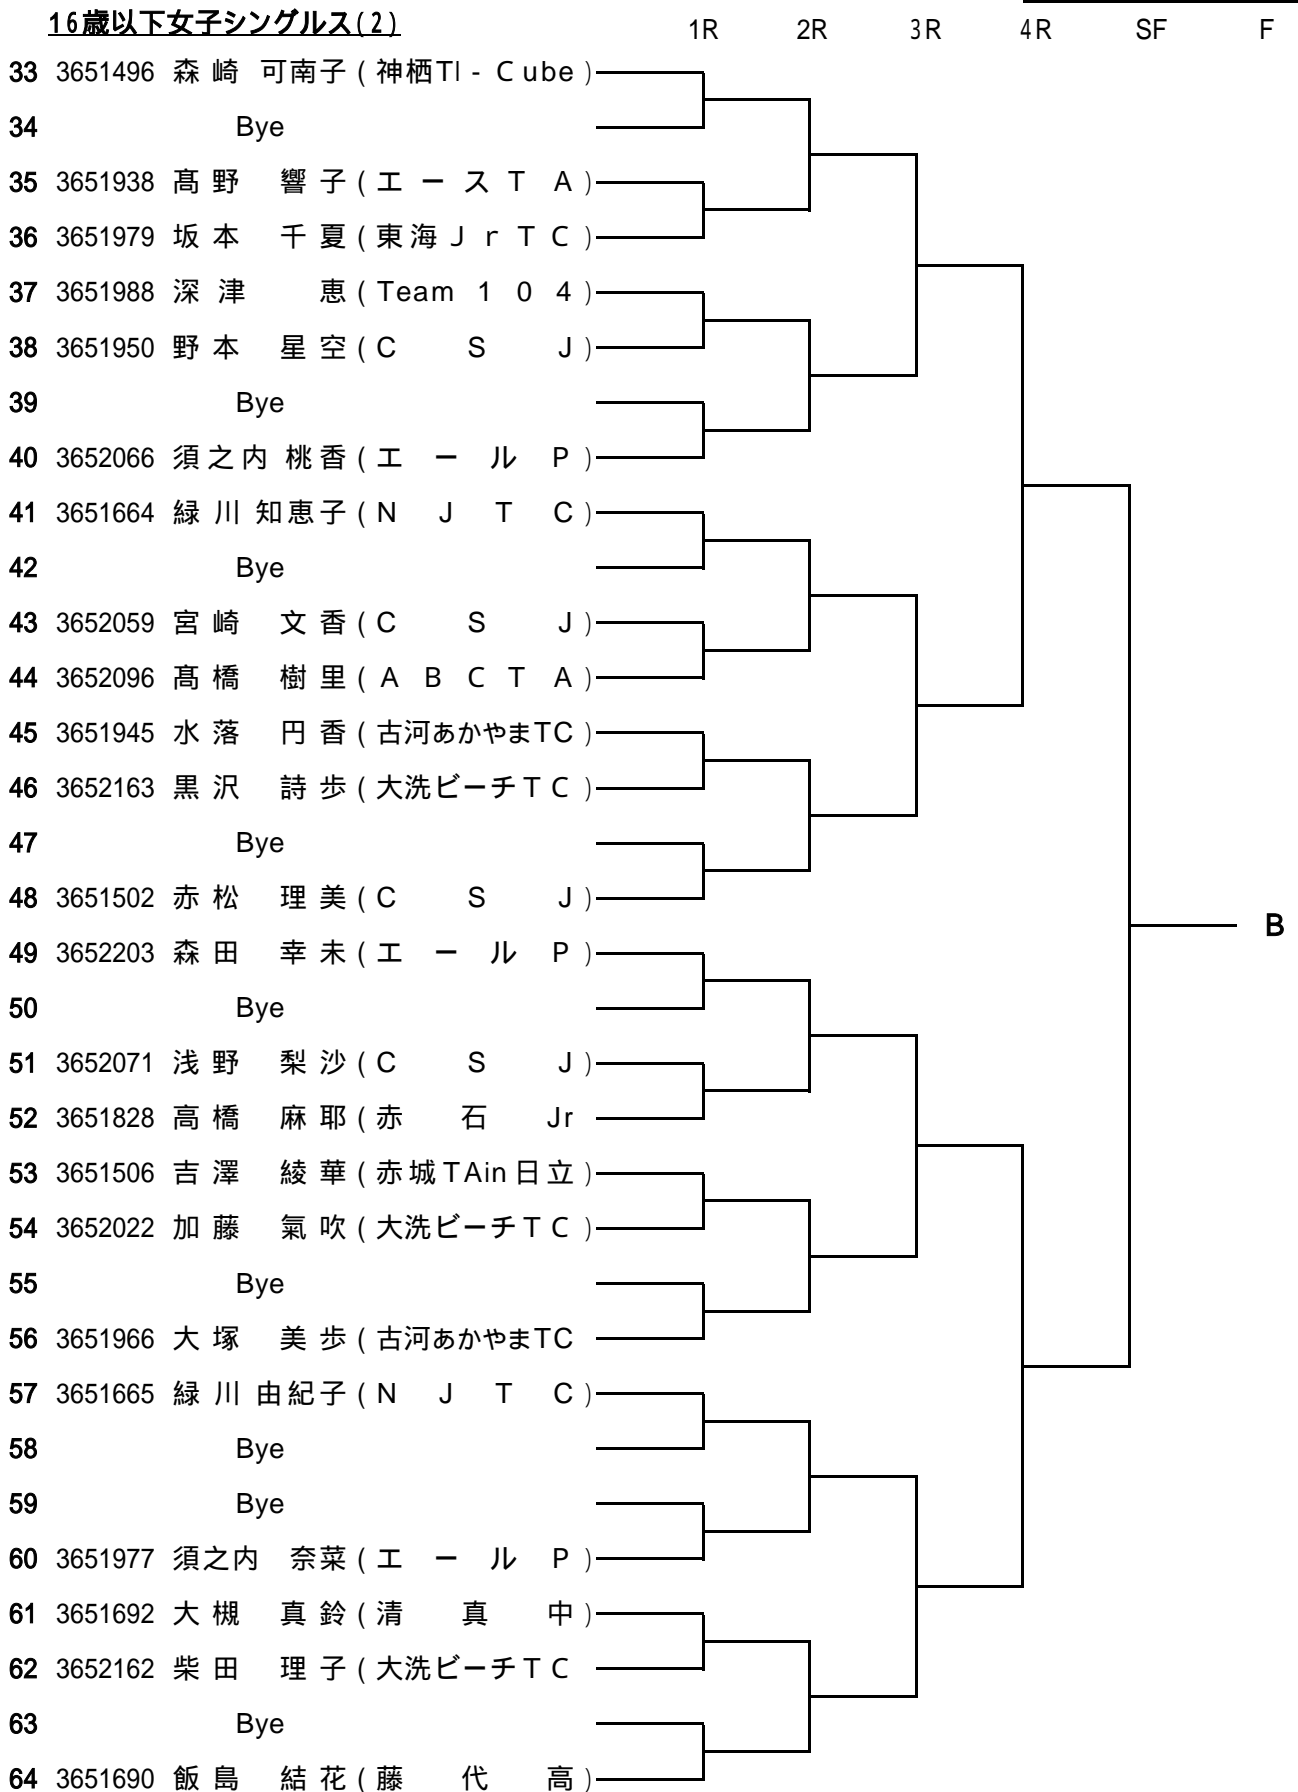 16歳以下女子シングルス(2) 1R 2R 3R 4R SF F
33 3651496 森崎 可南子(神栖TI-Cube)
34 Bye
35 3651938 髙野 響子(エースTA)
36 3651979 坂本 千夏(東海JrTC)
37 3651988 深津 恵(Team104)
38 3651950 野本 星空(CSJ)
39 Bye
40 3652066 須之内 桃香(エールP)
41 3651664 緑川 知恵子(NJTC)
42 Bye
43 3652059 宮崎 文香(CSJ)
44 3652096 髙橋 樹里(ABCTA)
45 3651945 水落 円香(古河あかやまTC)
46 3652163 黒沢 詩歩(大洗ビーチTC)
47 Bye
48 3651502 赤松 理美(CSJ)
B
49 3652203 森田 幸未(エールP)
50 Bye
51 3652071 浅野 梨沙(CSJ)
52 3651828 高橋 麻耶(赤石Jr
53 3651506 吉澤 綾華(赤城TAin日立)
54 3652022 加藤 氣吹(大洗ビーチTC)
55 Bye
56 3651966 大塚 美歩(古河あかやまTC
57 3651665 緑川 由紀子(NJTC)
58 Bye
59 Bye
60 3651977 須之内 奈菜(エールP)
61 3651692 大槻 真鈴(清真中)
62 3652162 柴田 理子(大洗ビーチTC
63 Bye
64 3651690 飯島 結花(藤代高)